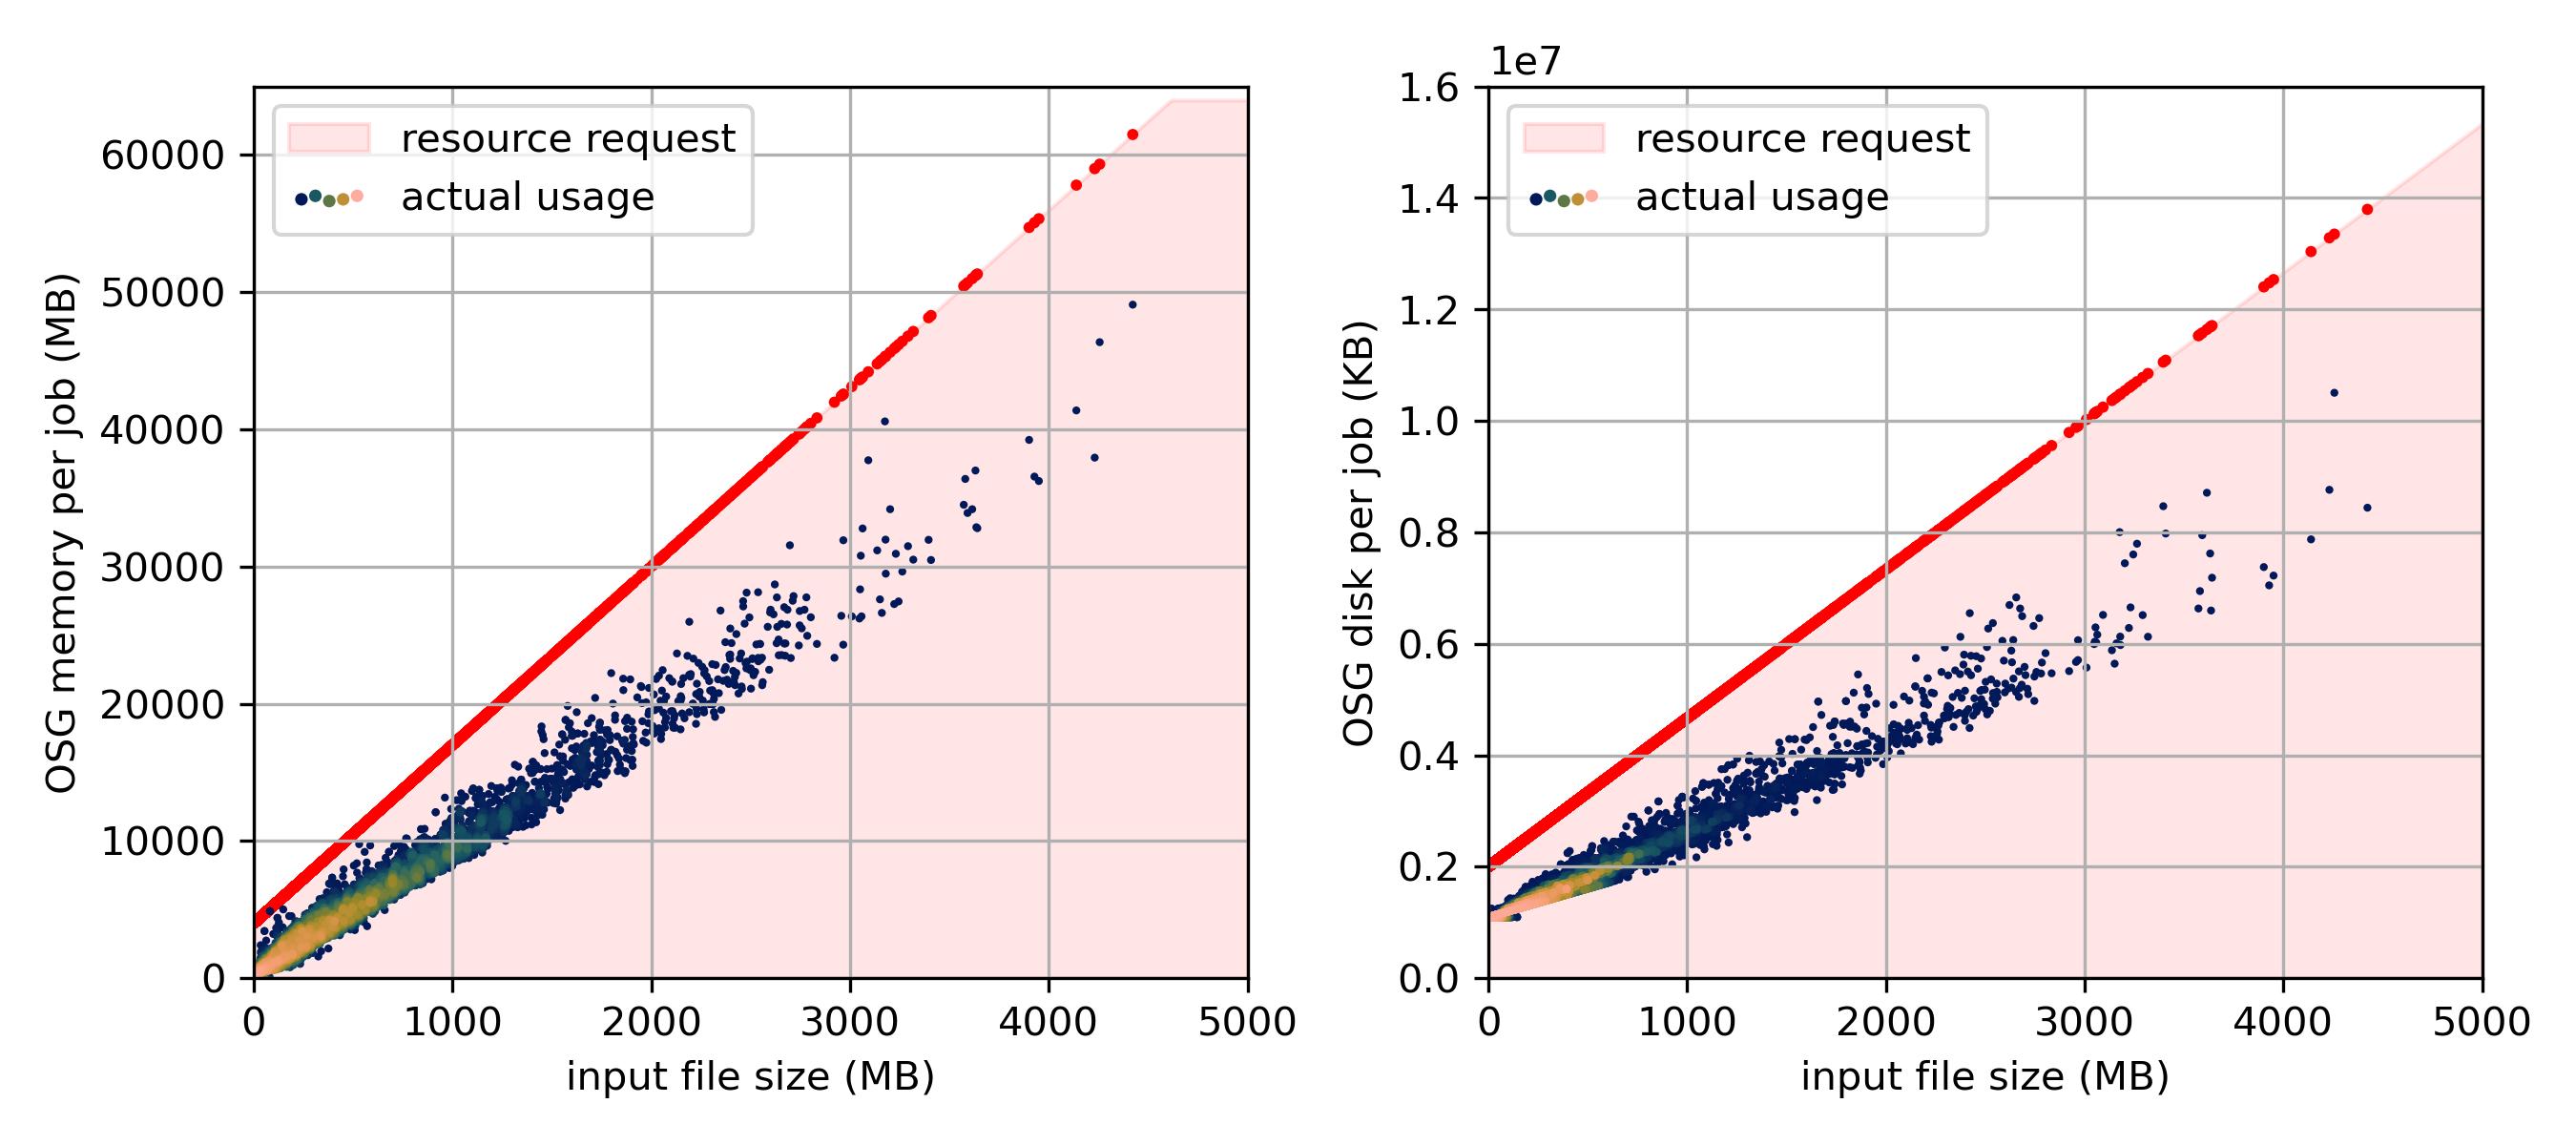 resource request
actual usage
OSG memory per job (MB)
60000
50000
40000
30000
20000
10000
0
0 1000 2000 3000 4000 5000
input file size (MB)
1e7
resource request
actual usage
OSG disk per job (KB)
1.6
1.4
1.2
1.0
0.8
0.6
0.4
0.2
0.0
0 1000 2000 3000 4000 5000
input file size (MB)